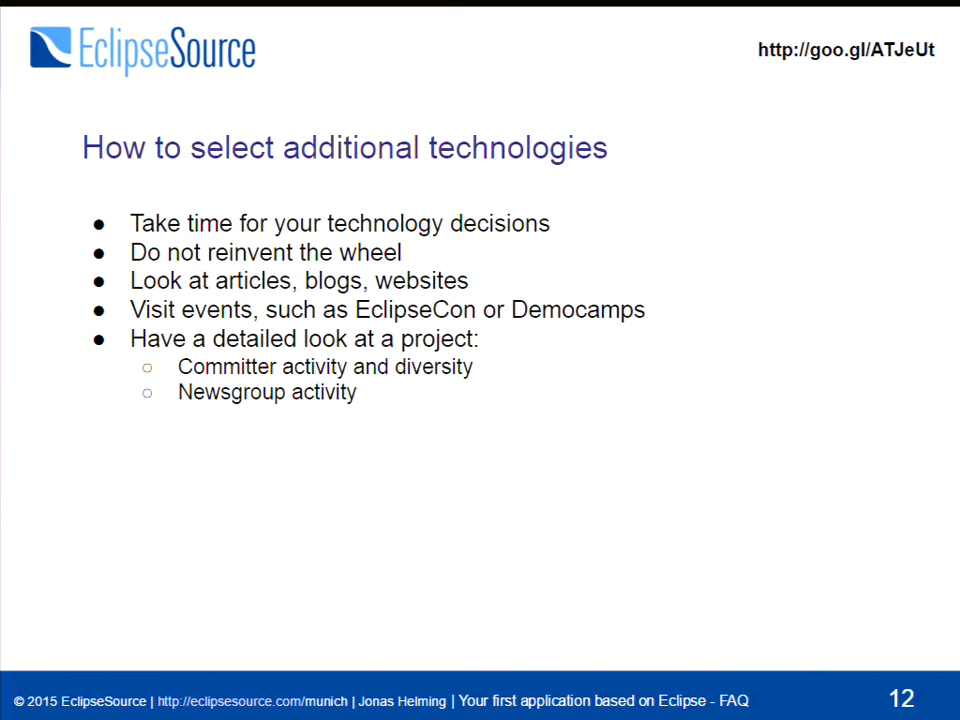 EclipseSource
http://goo.gl/ATJeUt
How to select additional technologies
● Take time for your technology decisions
● Do not reinvent the wheel
● Look at articles, blogs, websites
● Visit events, such as EclipseCon or Democamps
● Have a detailed look at a project:
○ Committer activity and diversity
○ Newsgroup activity
© 2015 EclipseSource | http://eclipsesource.com/munich | Jonas Helming | Your first application based on Eclipse - FAQ 12